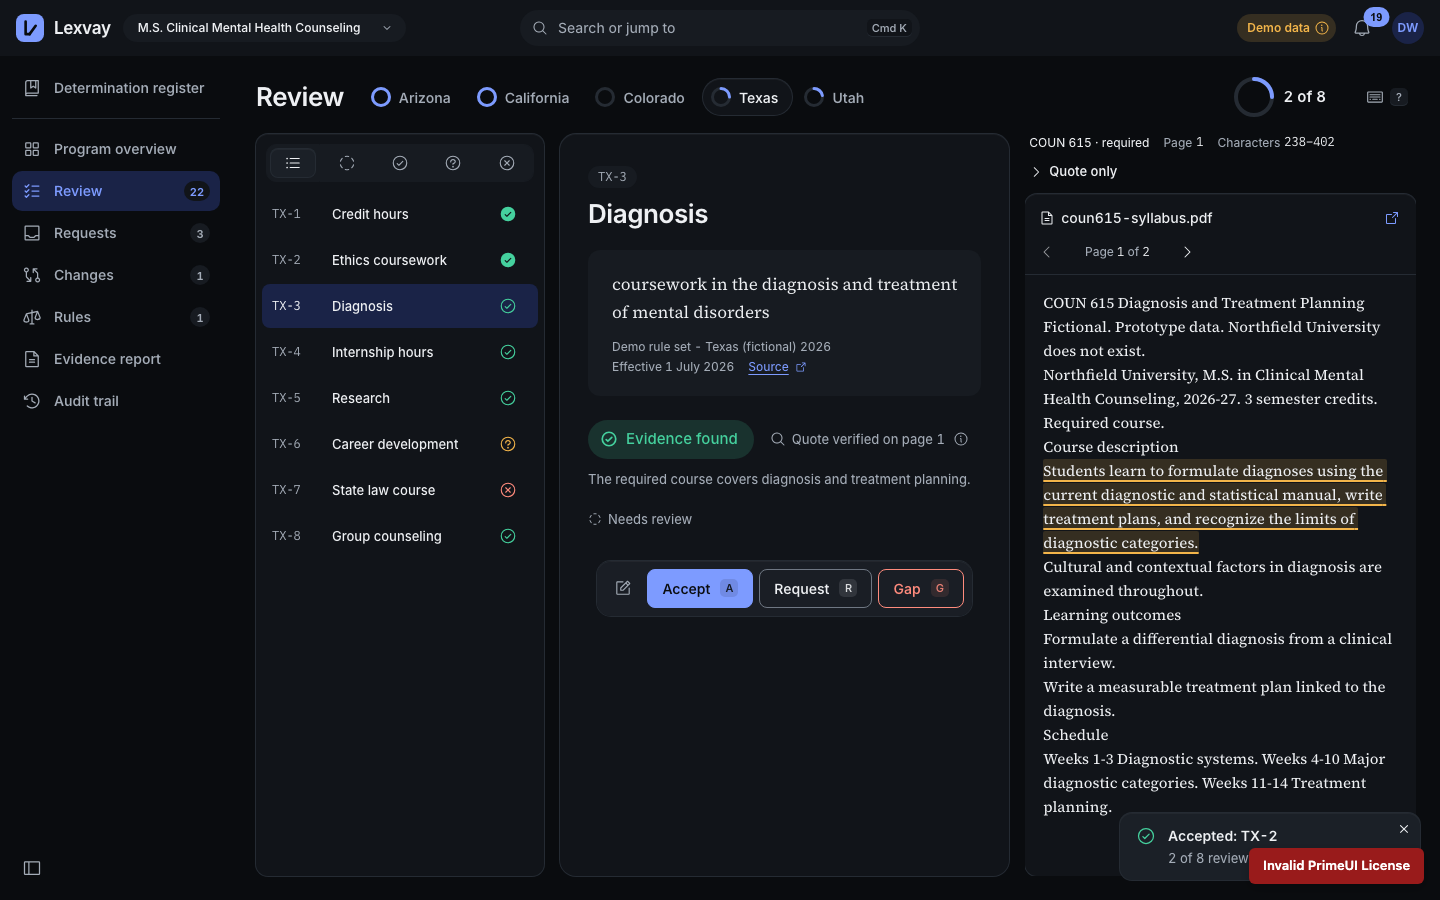 Lexvay
M.S. Clinical Mental Health Counseling
Search or jump to
Cmd K
Demo data
19
DW
Determination register
Program overview
Review
22
Requests
3
Changes
1
Rules
1
Evidence report
Audit trail
Review
Arizona
California
Colorado
Texas
Utah
2 of 8
?
TX-1 Credit hours
TX-2 Ethics coursework
TX-3 Diagnosis
TX-4 Internship hours
TX-5 Research
TX-6 Career development
TX-7 State law course
TX-8 Group counseling
TX-3
Diagnosis
coursework in the diagnosis and treatment
of mental disorders
Demo rule set - Texas (fictional) 2026
Effective 1 July 2026 Source
Evidence found
Quote verified on page 1
The required course covers diagnosis and treatment planning.
Needs review
Accept A
Request R
Gap G
COUN 615 · required Page 1 Characters 238–402
Quote only
coun615-syllabus.pdf
Page 1 of 2
COUN 615 Diagnosis and Treatment Planning
Fictional. Prototype data. Northfield University
does not exist.
Northfield University, M.S. in Clinical Mental
Health Counseling, 2026-27. 3 semester credits.
Required course.
Course description
Students learn to formulate diagnoses using the
current diagnostic and statistical manual, write
treatment plans, and recognize the limits of
diagnostic categories.
Cultural and contextual factors in diagnosis are
examined throughout.
Learning outcomes
Formulate a differential diagnosis from a clinical
interview.
Write a measurable treatment plan linked to the
diagnosis.
Schedule
Weeks 1-3 Diagnostic systems. Weeks 4-10 Major
diagnostic categories. Weeks 11-14 Treatment
planning.
Accepted: TX-2
2 of 8 review
Invalid PrimeUI License